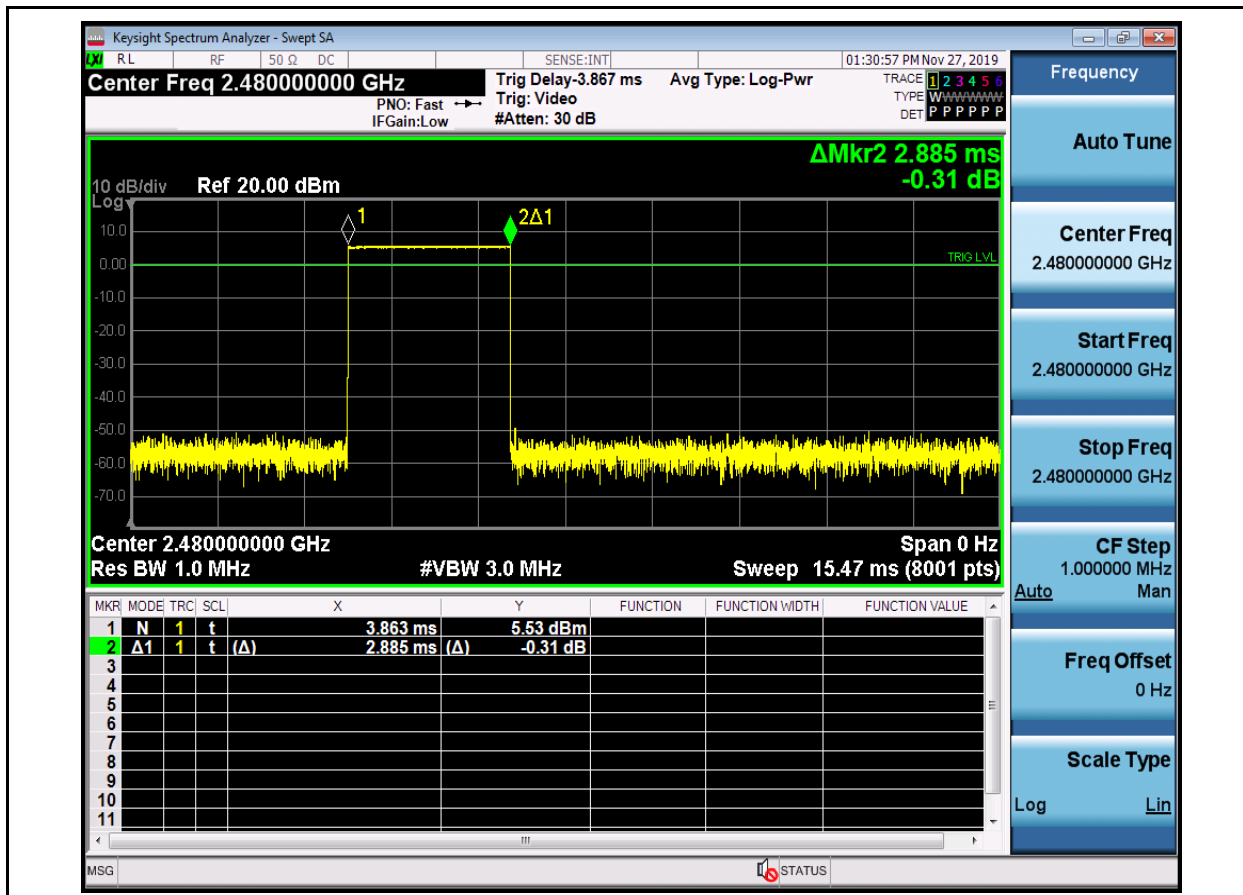 Keysight Spectrum Analyzer - Swept SA
LXI RL RF 50 Ω DC SENSE:INT 01:30:57 PM Nov 27, 2019
Center Freq 2.480000000 GHz Trig Delay-3.867 ms Avg Type: Log-Pwr TRACE 1 2 3 4 5 6
PNO: Fast Trig: Video TYPE WWWWWW
IFGain:Low #Atten: 30 dB DET P P P P P P
ΔMkr2 2.885 ms
-0.31 dB
10 dB/div Ref 20.00 dBm
Log
1 2Δ1
10.0
0.00 TRIG LVL
-10.0
-20.0
-30.0
-40.0
-50.0
-60.0
-70.0
Center 2.480000000 GHz Span 0 Hz
Res BW 1.0 MHz #VBW 3.0 MHz Sweep 15.47 ms (8001 pts)
MKR MODE TRC SCL X Y FUNCTION FUNCTION WIDTH FUNCTION VALUE
1 N 1 t 3.863 ms 5.53 dBm
2 Δ1 1 t (Δ) 2.885 ms (Δ) -0.31 dB
3
4
5
6
7
8
9
10
11
MSG STATUS
Frequency
Auto Tune
Center Freq
2.480000000 GHz
Start Freq
2.480000000 GHz
Stop Freq
2.480000000 GHz
CF Step
1.000000 MHz
Auto Man
Freq Offset
0 Hz
Scale Type
Log Lin